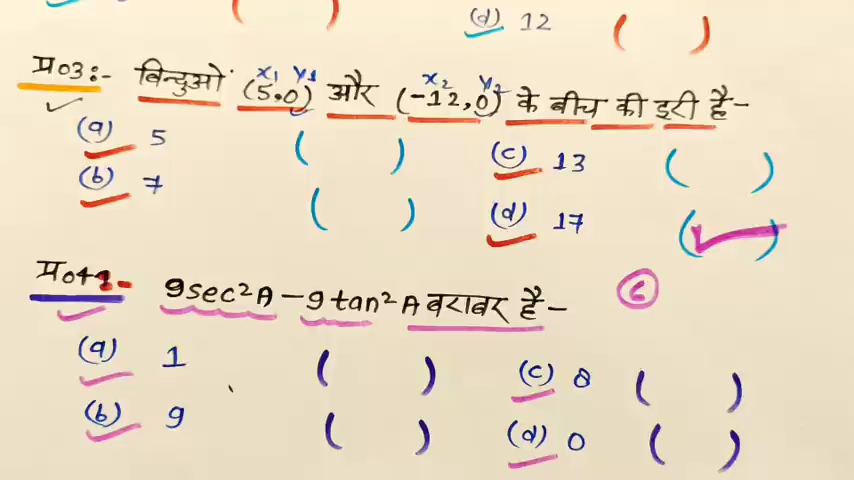 (d) 12 ( )
प्र03:- बिन्दुओं (5,0) और (-12,0) के बीच की दूरी है-
x1 y1 x2 y2
(a) 5 ( ) (c) 13 ( )
(b) 7 ( ) (d) 17 (✓)
प्र04:- 9sec²A - 9tan²A बराबर है-
(a) 1 ( ) (c) 8 ( )
(b) 9 ( ) (d) 0 ( )